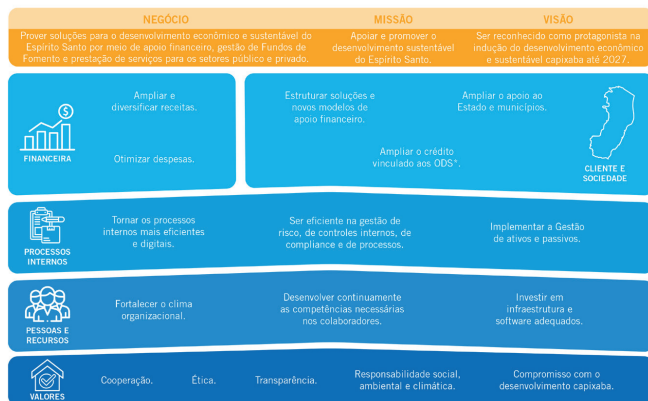 NEGÓCIO
Prover soluções para o desenvolvimento econômico e sustentável do
Espírito Santo por meio de apoio financeiro, gestão de Fundos de
Fomento e prestação de serviços para os setores público e privado.
MISSÃO
Apoiar e promover o
desenvolvimento sustentável
do Espírito Santo.
VISÃO
Ser reconhecido como protagonista na
indução do desenvolvimento econômico
e sustentável capixaba até 2027.
FINANCEIRA
Ampliar e
diversificar receitas.
Otimizar despesas.
Estruturar soluções e
novos modelos de
apoio financeiro.
Ampliar o apoio ao
Estado e municípios.
Ampliar o crédito
vinculado aos ODS*.
CLIENTE E
SOCIEDADE
PROCESSOS
INTERNOS
Tornar os processos
internos mais eficientes
e digitais.
Ser eficiente na gestão de
risco, de controles internos, de
compliance e de processos.
Implementar a Gestão
de ativos e passivos.
PESSOAS E
RECURSOS
Fortalecer o clima
organizacional.
Desenvolver continuamente
as competências necessárias
nos colaboradores.
Investir em
infraestrutura e
software adequados.
VALORES
Cooperação.
Ética.
Transparência.
Responsabilidade social,
ambiental e climática.
Compromisso com o
desenvolvimento capixaba.